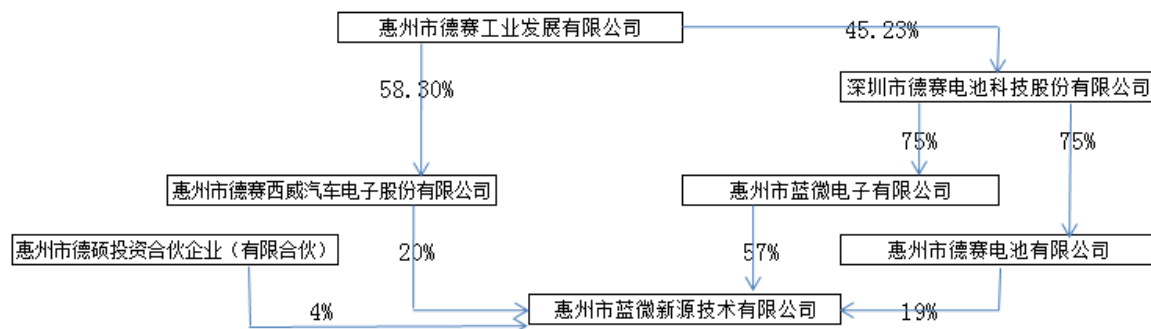 惠州市德赛工业发展有限公司
45.23%
58.30%
深圳市德赛电池科技股份有限公司
75%
75%
惠州市德赛西威汽车电子股份有限公司
惠州市蓝微电子有限公司
惠州市德硕投资合伙企业（有限合伙）
20%
57%
惠州市德赛电池有限公司
4%
惠州市蓝微新源技术有限公司
19%